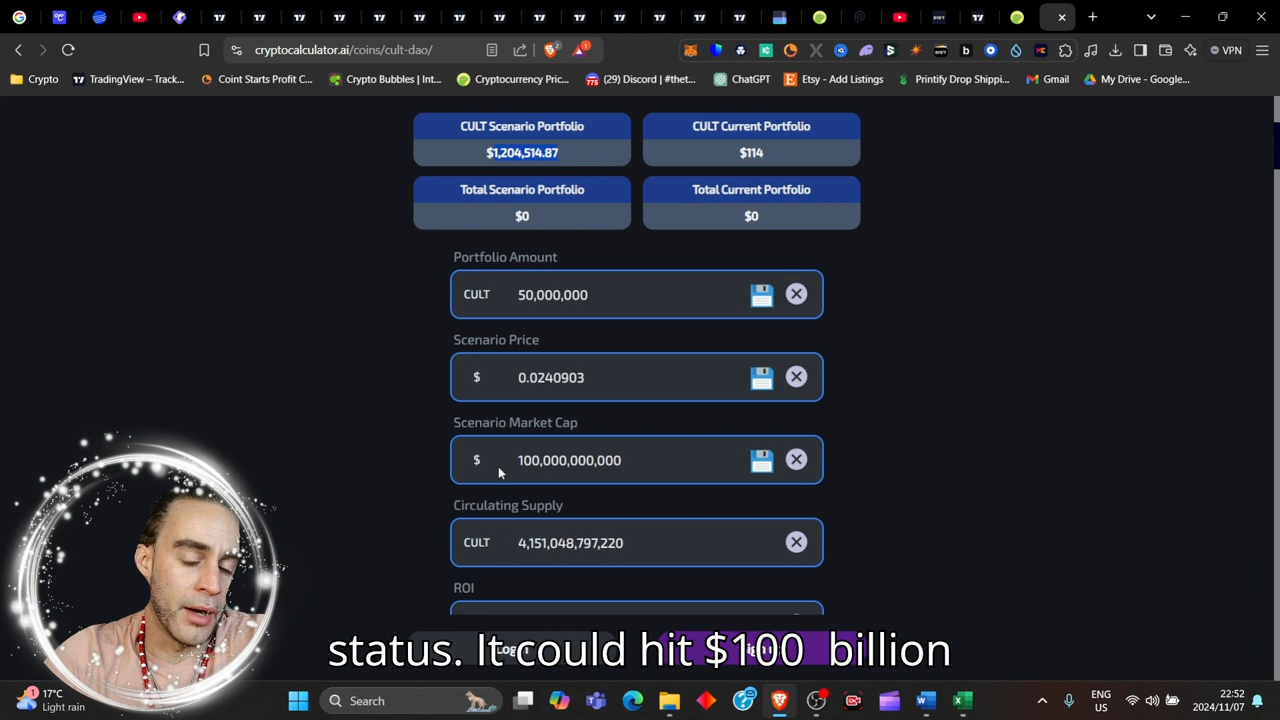 cryptocalculator.ai/coins/cult-dao/
VPN
Crypto
TradingView – Track...
Coint Starts Profit C...
Crypto Bubbles | Int...
Cryptocurrency Pric...
(29) Discord | #thet...
ChatGPT
Etsy - Add Listings
Printify Drop Shippi...
Gmail
My Drive - Google...
CULT Scenario Portfolio
$1,204,514.87
CULT Current Portfolio
$114
Total Scenario Portfolio
$0
Total Current Portfolio
$0
Portfolio Amount
CULT 50,000,000
Scenario Price
$ 0.0240903
Scenario Market Cap
$ 100,000,000,000
Circulating Supply
CULT 4,151,048,797,220
ROI
status. It could hit $100 billion
17°C
Light rain
Search
ENG
US
22:52
2024/11/07